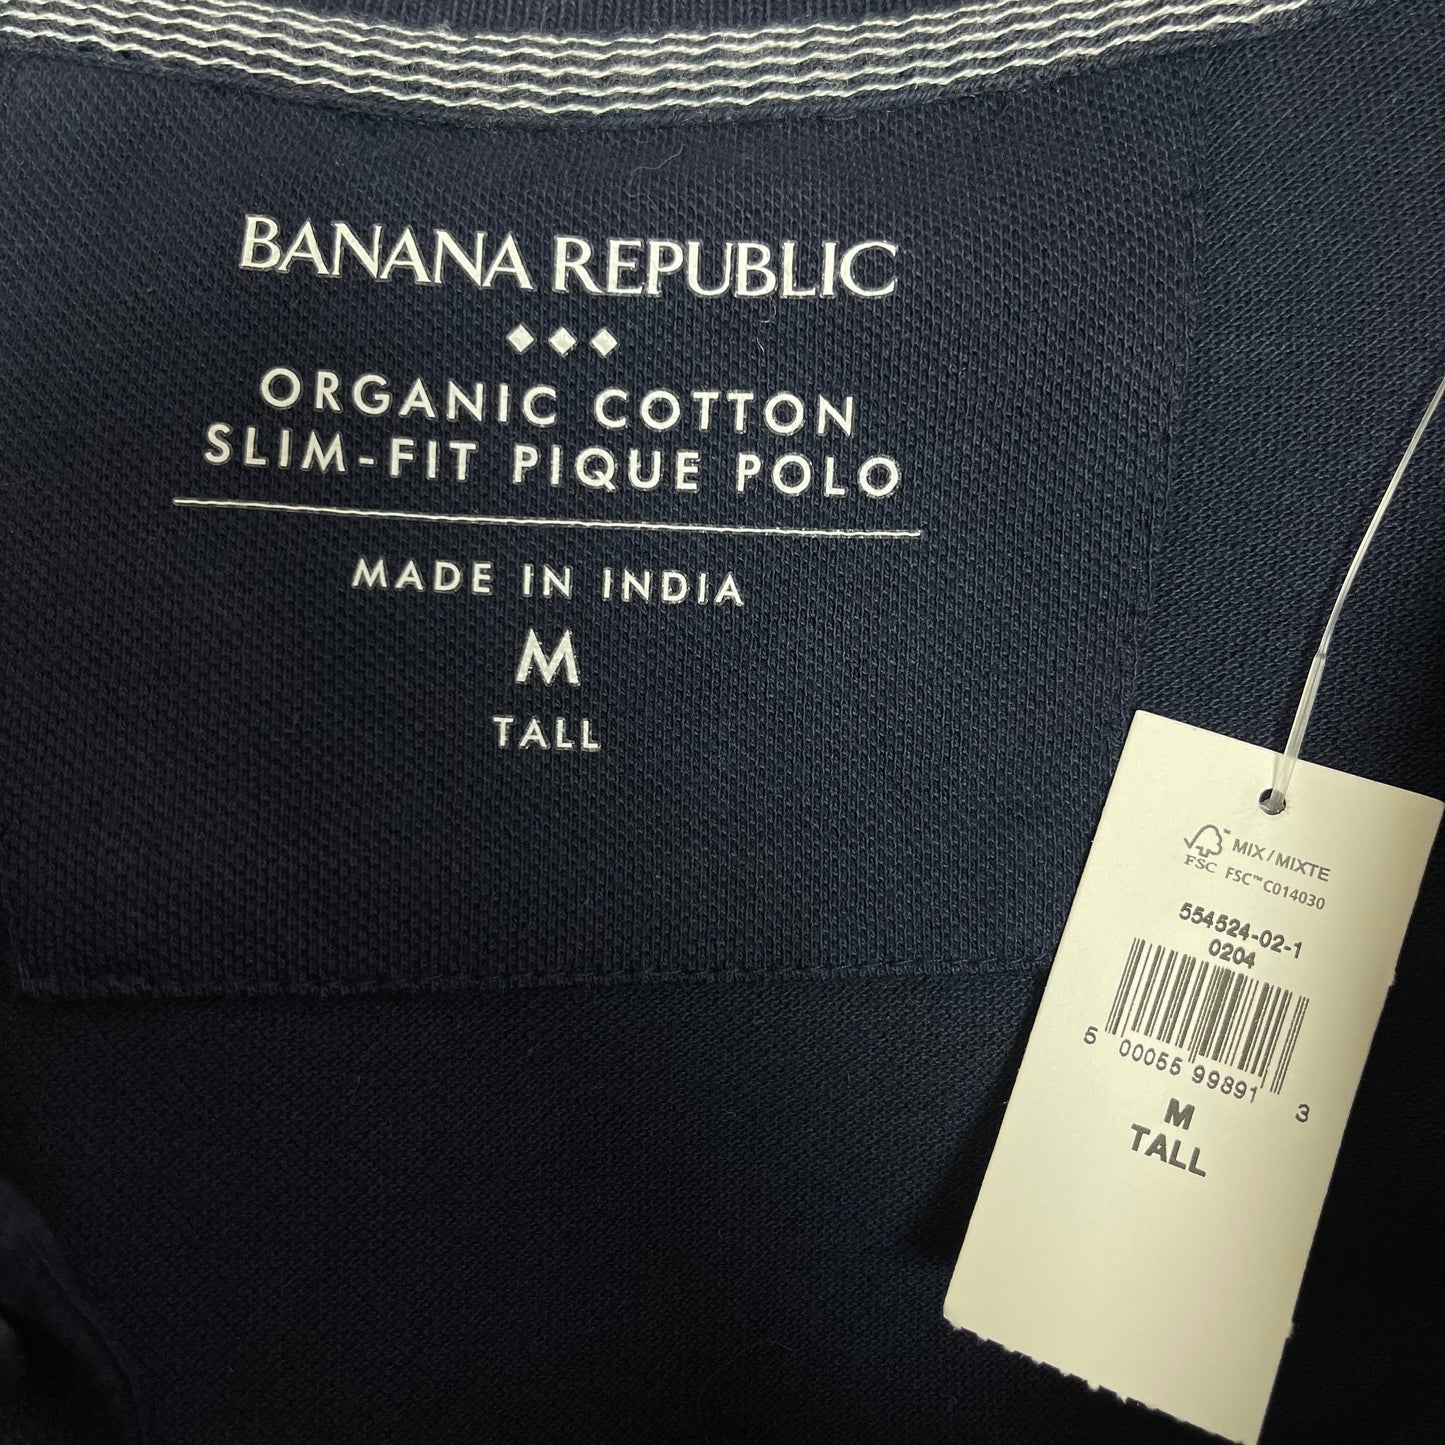 BANANA REPUBLIC
ORGANIC COTTON
SLIM-FIT PIQUE POLO
MADE IN INDIA
M
TALL
MIX / MIXTE
FSC FSC™ C014030
554524-02-1
0204
5 00055 99891 3
M
TALL